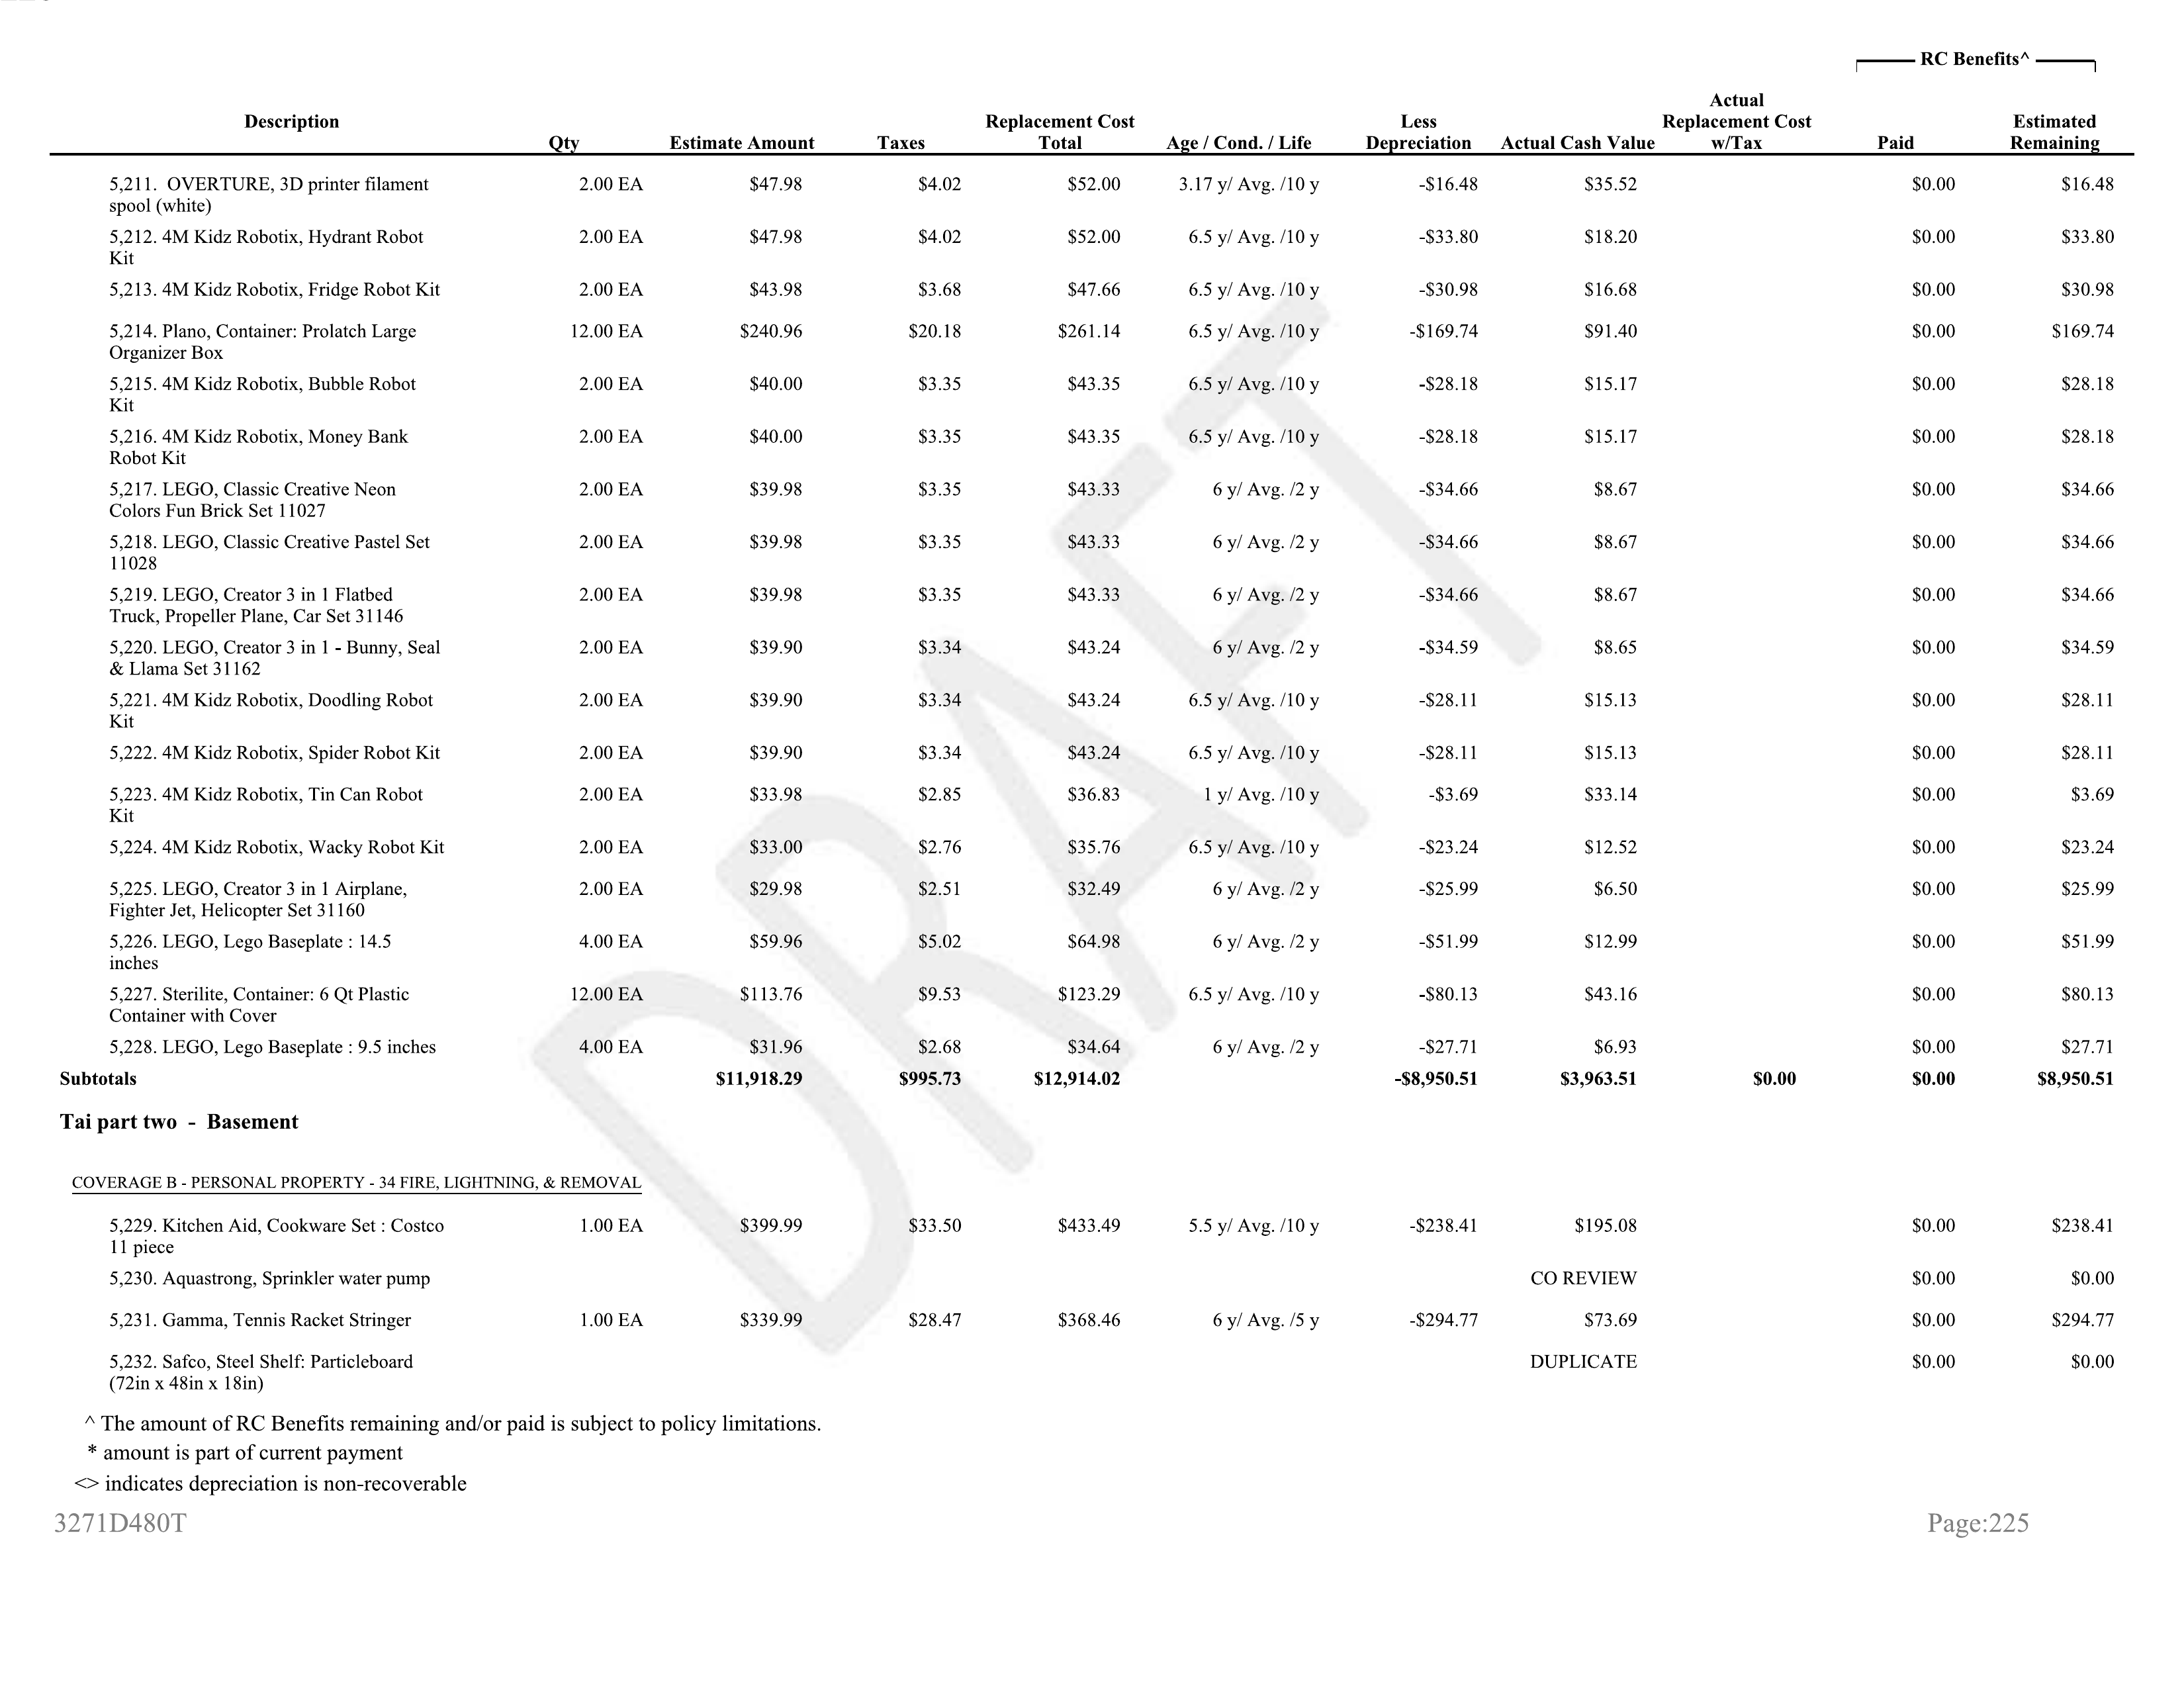 RC Benefits^
Description Qty Estimate Amount Taxes Replacement Cost Total Age / Cond. / Life Less Depreciation Actual Cash Value Actual Replacement Cost w/Tax Paid Estimated Remaining
5,211. OVERTURE, 3D printer filament 2.00 EA $47.98 $4.02 $52.00 3.17 y/ Avg. /10 y -$16.48 $35.52 $0.00 $16.48
spool (white)
5,212. 4M Kidz Robotix, Hydrant Robot 2.00 EA $47.98 $4.02 $52.00 6.5 y/ Avg. /10 y -$33.80 $18.20 $0.00 $33.80
Kit
5,213. 4M Kidz Robotix, Fridge Robot Kit 2.00 EA $43.98 $3.68 $47.66 6.5 y/ Avg. /10 y -$30.98 $16.68 $0.00 $30.98
5,214. Plano, Container: Prolatch Large 12.00 EA $240.96 $20.18 $261.14 6.5 y/ Avg. /10 y -$169.74 $91.40 $0.00 $169.74
Organizer Box
5,215. 4M Kidz Robotix, Bubble Robot 2.00 EA $40.00 $3.35 $43.35 6.5 y/ Avg. /10 y -$28.18 $15.17 $0.00 $28.18
Kit
5,216. 4M Kidz Robotix, Money Bank 2.00 EA $40.00 $3.35 $43.35 6.5 y/ Avg. /10 y -$28.18 $15.17 $0.00 $28.18
Robot Kit
5,217. LEGO, Classic Creative Neon 2.00 EA $39.98 $3.35 $43.33 6 y/ Avg. /2 y -$34.66 $8.67 $0.00 $34.66
Colors Fun Brick Set 11027
5,218. LEGO, Classic Creative Pastel Set 2.00 EA $39.98 $3.35 $43.33 6 y/ Avg. /2 y -$34.66 $8.67 $0.00 $34.66
11028
5,219. LEGO, Creator 3 in 1 Flatbed 2.00 EA $39.98 $3.35 $43.33 6 y/ Avg. /2 y -$34.66 $8.67 $0.00 $34.66
Truck, Propeller Plane, Car Set 31146
5,220. LEGO, Creator 3 in 1 - Bunny, Seal 2.00 EA $39.90 $3.34 $43.24 6 y/ Avg. /2 y -$34.59 $8.65 $0.00 $34.59
& Llama Set 31162
5,221. 4M Kidz Robotix, Doodling Robot 2.00 EA $39.90 $3.34 $43.24 6.5 y/ Avg. /10 y -$28.11 $15.13 $0.00 $28.11
Kit
5,222. 4M Kidz Robotix, Spider Robot Kit 2.00 EA $39.90 $3.34 $43.24 6.5 y/ Avg. /10 y -$28.11 $15.13 $0.00 $28.11
5,223. 4M Kidz Robotix, Tin Can Robot 2.00 EA $33.98 $2.85 $36.83 1 y/ Avg. /10 y -$3.69 $33.14 $0.00 $3.69
Kit
5,224. 4M Kidz Robotix, Wacky Robot Kit 2.00 EA $33.00 $2.76 $35.76 6.5 y/ Avg. /10 y -$23.24 $12.52 $0.00 $23.24
5,225. LEGO, Creator 3 in 1 Airplane, 2.00 EA $29.98 $2.51 $32.49 6 y/ Avg. /2 y -$25.99 $6.50 $0.00 $25.99
Fighter Jet, Helicopter Set 31160
5,226. LEGO, Lego Baseplate : 14.5 4.00 EA $59.96 $5.02 $64.98 6 y/ Avg. /2 y -$51.99 $12.99 $0.00 $51.99
inches
5,227. Sterilite, Container: 6 Qt Plastic 12.00 EA $113.76 $9.53 $123.29 6.5 y/ Avg. /10 y -$80.13 $43.16 $0.00 $80.13
Container with Cover
5,228. LEGO, Lego Baseplate : 9.5 inches 4.00 EA $31.96 $2.68 $34.64 6 y/ Avg. /2 y -$27.71 $6.93 $0.00 $27.71
Subtotals $11,918.29 $995.73 $12,914.02 -$8,950.51 $3,963.51 $0.00 $0.00 $8,950.51
Tai part two - Basement
COVERAGE B - PERSONAL PROPERTY - 34 FIRE, LIGHTNING, & REMOVAL
5,229. Kitchen Aid, Cookware Set : Costco 1.00 EA $399.99 $33.50 $433.49 5.5 y/ Avg. /10 y -$238.41 $195.08 $0.00 $238.41
11 piece
5,230. Aquastrong, Sprinkler water pump CO REVIEW $0.00 $0.00
5,231. Gamma, Tennis Racket Stringer 1.00 EA $339.99 $28.47 $368.46 6 y/ Avg. /5 y -$294.77 $73.69 $0.00 $294.77
5,232. Safco, Steel Shelf: Particleboard DUPLICATE $0.00 $0.00
(72in x 48in x 18in)
^ The amount of RC Benefits remaining and/or paid is subject to policy limitations.
* amount is part of current payment
<> indicates depreciation is non-recoverable
3271D480T Page:225
DRAFT